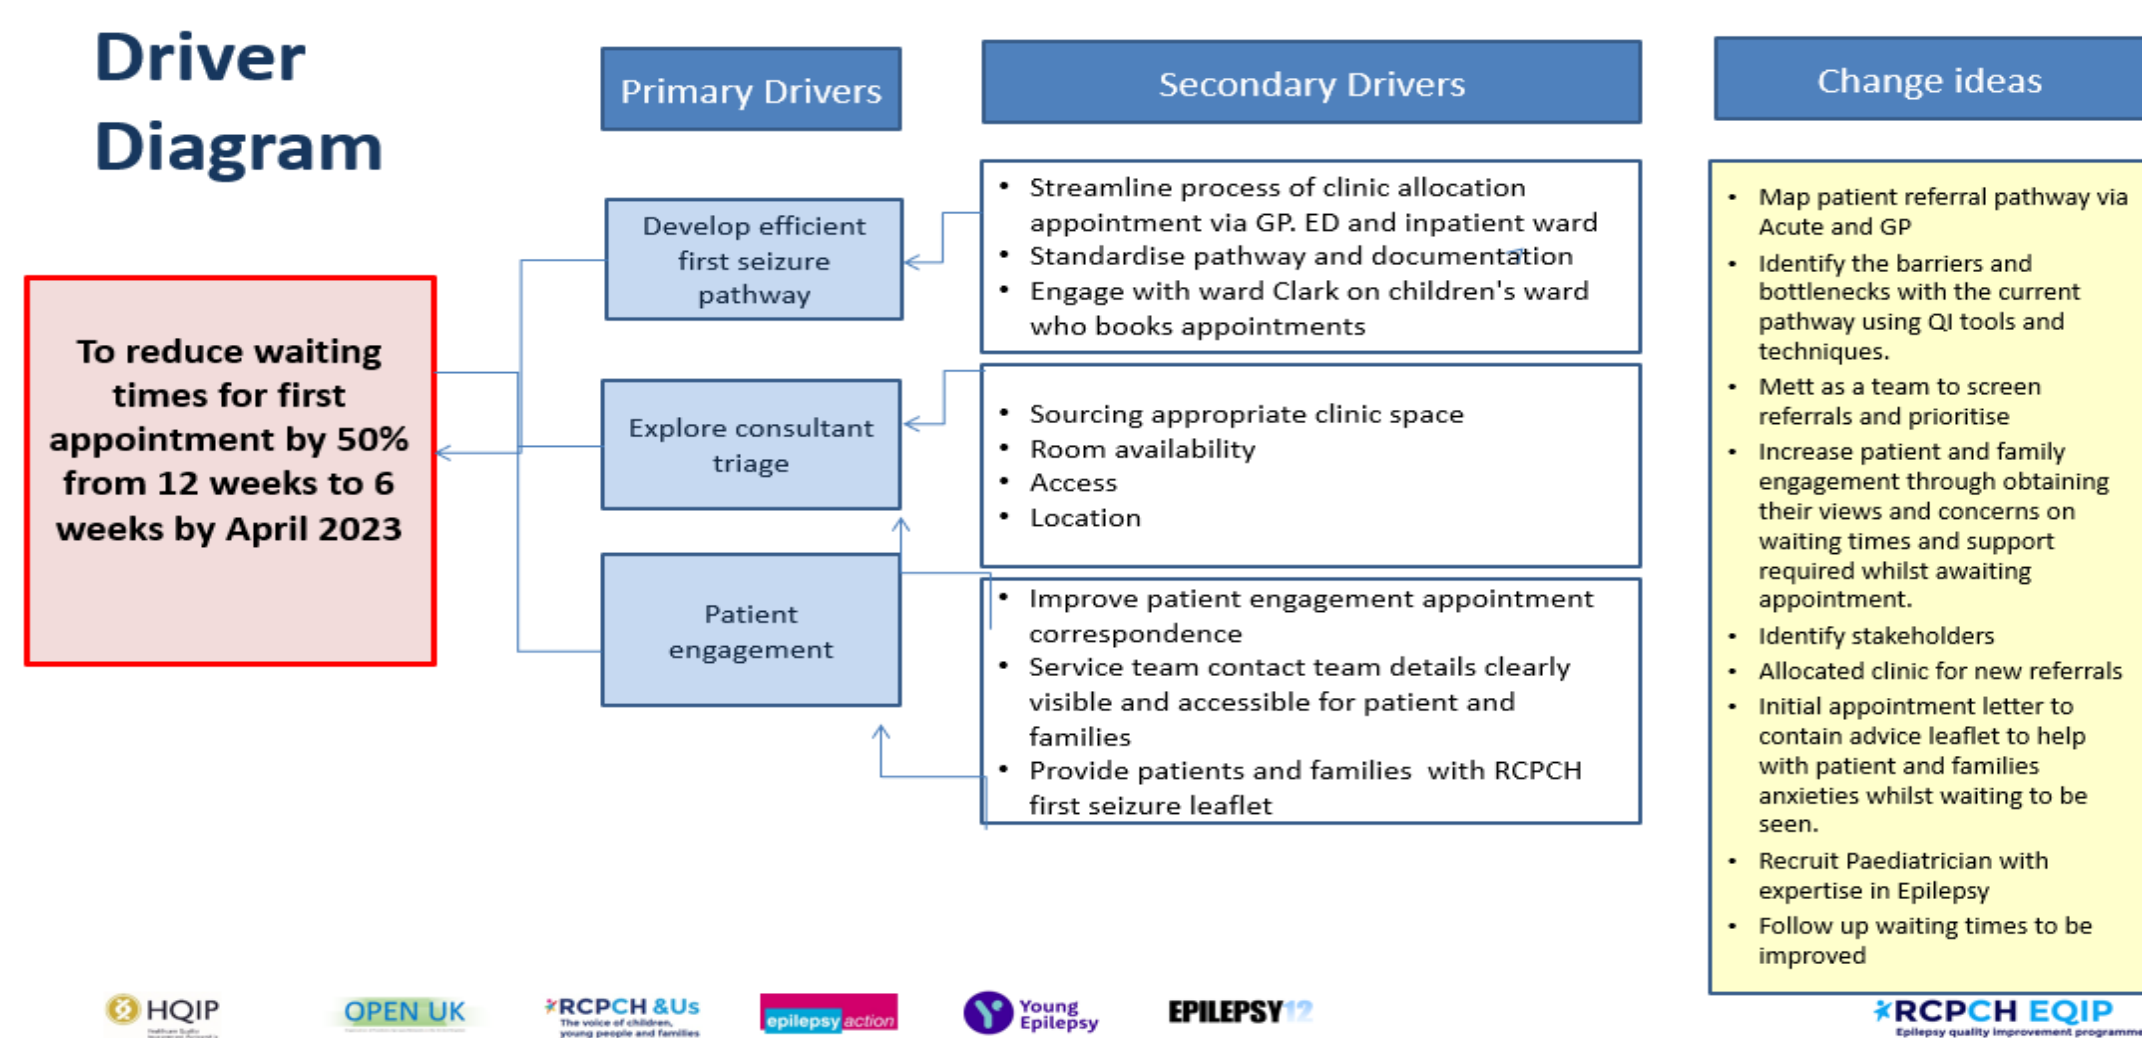 Driver
Diagram
Primary Drivers
Secondary Drivers
Change ideas
To reduce waiting
times for first
appointment by 50%
from 12 weeks to 6
weeks by April 2023
Develop efficient
first seizure
pathway
Explore consultant
triage
Patient
engagement
• Streamline process of clinic allocation
appointment via GP. ED and inpatient ward
• Standardise pathway and documentation
• Engage with ward Clark on children's ward
who books appointments
• Sourcing appropriate clinic space
• Room availability
• Access
• Location
• Improve patient engagement appointment
correspondence
• Service team contact team details clearly
visible and accessible for patient and
families
• Provide patients and families with RCPCH
first seizure leaflet
• Map patient referral pathway via
Acute and GP
• Identify the barriers and
bottlenecks with the current
pathway using QI tools and
techniques.
• Mett as a team to screen
referrals and prioritise
• Increase patient and family
engagement through obtaining
their views and concerns on
waiting times and support
required whilst awaiting
appointment.
• Identify stakeholders
• Allocated clinic for new referrals
• Initial appointment letter to
contain advice leaflet to help
with patient and families
anxieties whilst waiting to be
seen.
• Recruit Paediatrician with
expertise in Epilepsy
• Follow up waiting times to be
improved
HQIP
OPEN UK
RCPCH &Us
The voice of children,
young people and families
epilepsy action
Young
Epilepsy
EPILEPSY12
RCPCH EQIP
Epilepsy quality improvement programme